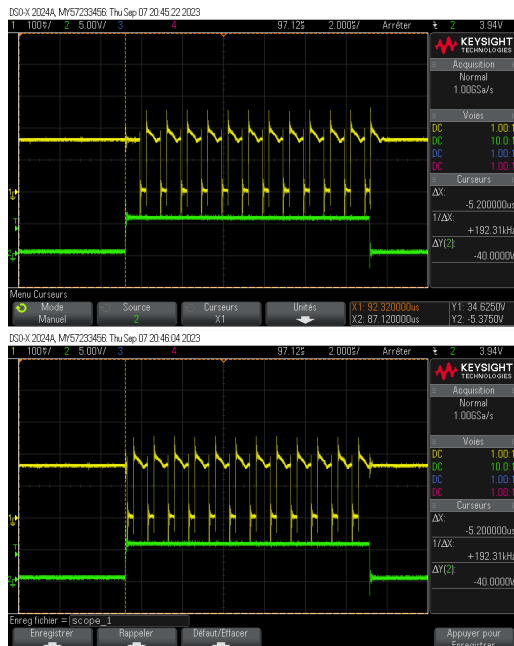 DSO-X 2024A, MY57233456: Thu Sep 07 20:45:22 2023
1 100V/ 2 5.00V/ 3 4 97.12s 2.000s/ Arrêter 2 3.94V
KEYSIGHT
TECHNOLOGIES
Acquisition
Normal
1.00GSa/s
Voies
DC 1.00:1
DC 10.0:1
DC 1.00:1
DC 1.00:1
Curseurs
ΔX:
-5.200000us
1/ΔX:
+192.31kHz
ΔY(2):
-40.0000V
Menu Curseurs
Mode
Manuel
Source
2
Curseurs
X1
Unités
X1: 92.320000us
X2: 87.120000us
Y1: 34.6250V
Y2: -5.3750V
DSO-X 2024A, MY57233456: Thu Sep 07 20:46:04 2023
1 100V/ 2 5.00V/ 3 4 97.12s 2.000s/ Arrêter 2 3.94V
KEYSIGHT
TECHNOLOGIES
Acquisition
Normal
1.00GSa/s
Voies
DC 1.00:1
DC 10.0:1
DC 1.00:1
DC 1.00:1
Curseurs
ΔX:
-5.200000us
1/ΔX:
+192.31kHz
ΔY(2):
-40.0000V
Enreg fichier = scope_1
Enregistrer
Rappeler
Défaut/Effacer
Appuyer pour
Enregistrer